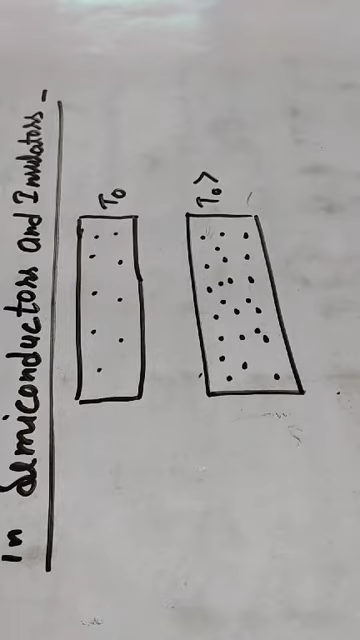 In Semiconductors and Insulators -
T₀
T₀ >